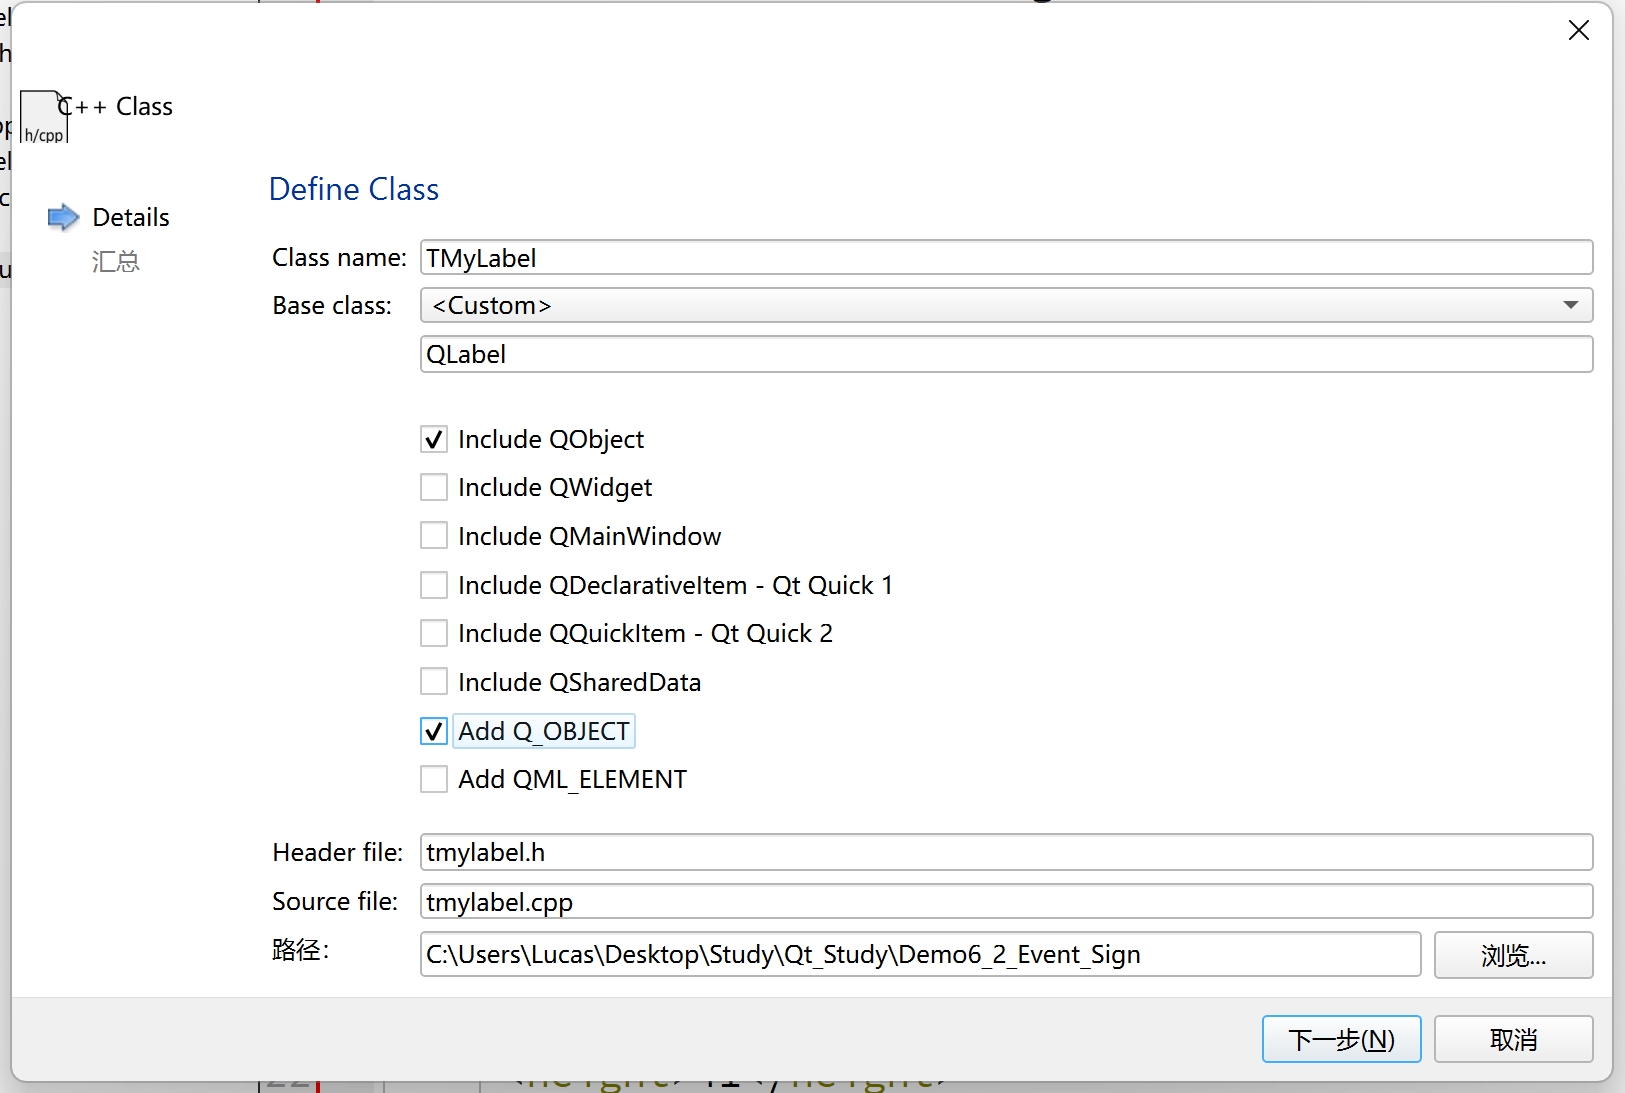 C++ Class
h/cpp
Define Class
Details
汇总
Class name:
TMyLabel
Base class:
<Custom>
QLabel
Include QObject
Include QWidget
Include QMainWindow
Include QDeclarativeItem - Qt Quick 1
Include QQuickItem - Qt Quick 2
Include QSharedData
Add Q_OBJECT
Add QML_ELEMENT
Header file:
tmylabel.h
Source file:
tmylabel.cpp
路径:
C:\Users\Lucas\Desktop\Study\Qt_Study\Demo6_2_Event_Sign
浏览...
下一步(N)
取消